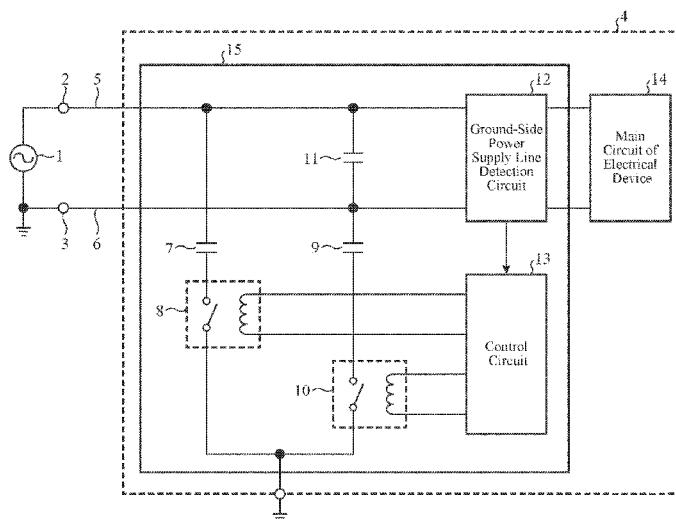 4
15
2
5
12
14
Ground-Side
Power
Supply Line
Detection
Circuit
Main
Circuit of
Electrical
Device
1
11
3
6
7
9
13
8
Control
Circuit
10